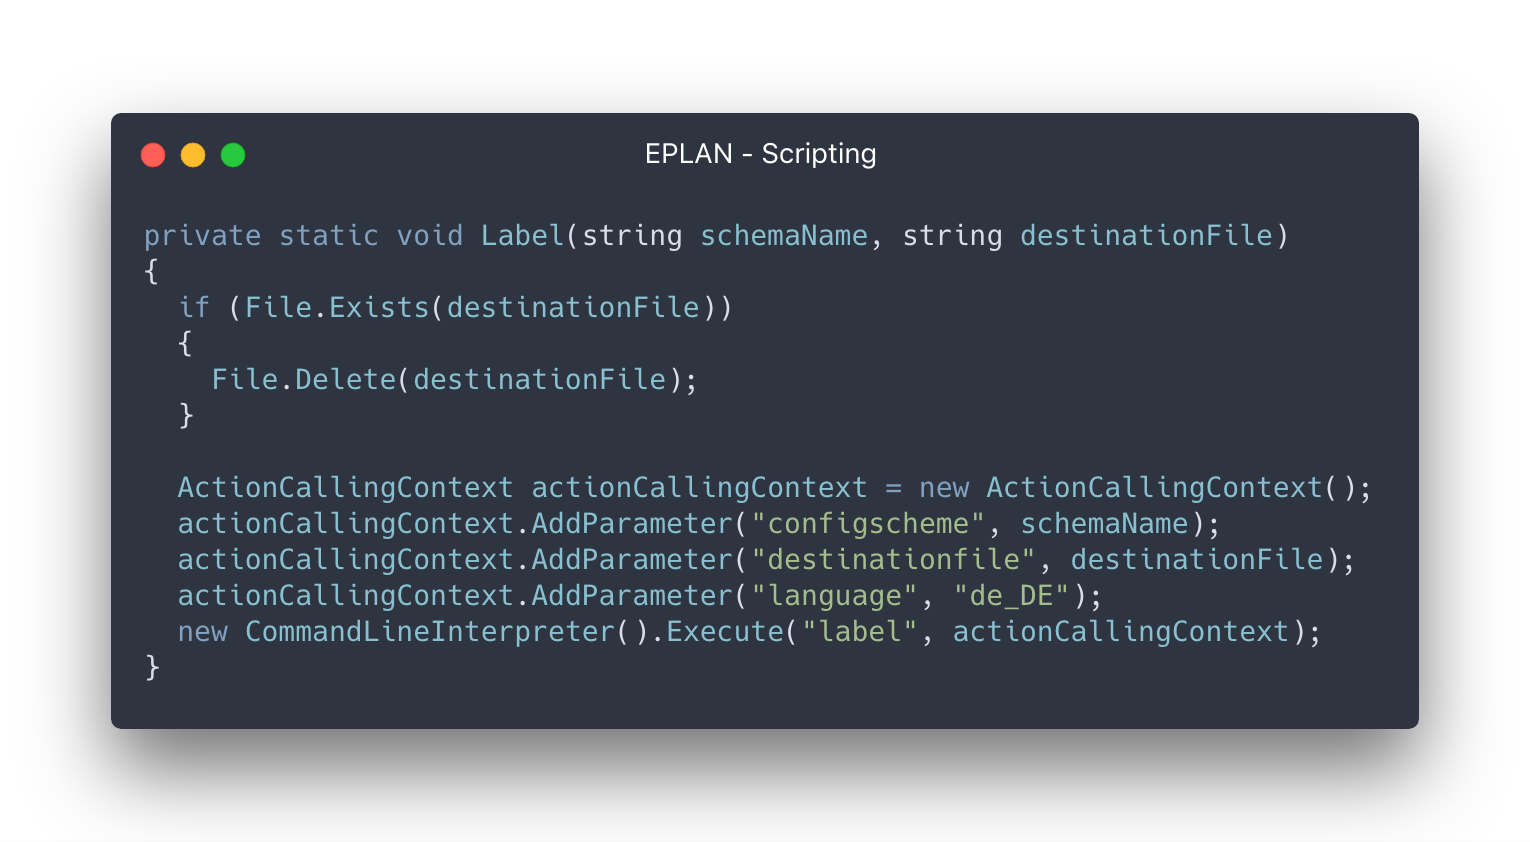 EPLAN - Scripting
private static void Label(string schemaName, string destinationFile)
{
  if (File.Exists(destinationFile))
  {
    File.Delete(destinationFile);
  }

  ActionCallingContext actionCallingContext = new ActionCallingContext();
  actionCallingContext.AddParameter("configscheme", schemaName);
  actionCallingContext.AddParameter("destinationfile", destinationFile);
  actionCallingContext.AddParameter("language", "de_DE");
  new CommandLineInterpreter().Execute("label", actionCallingContext);
}